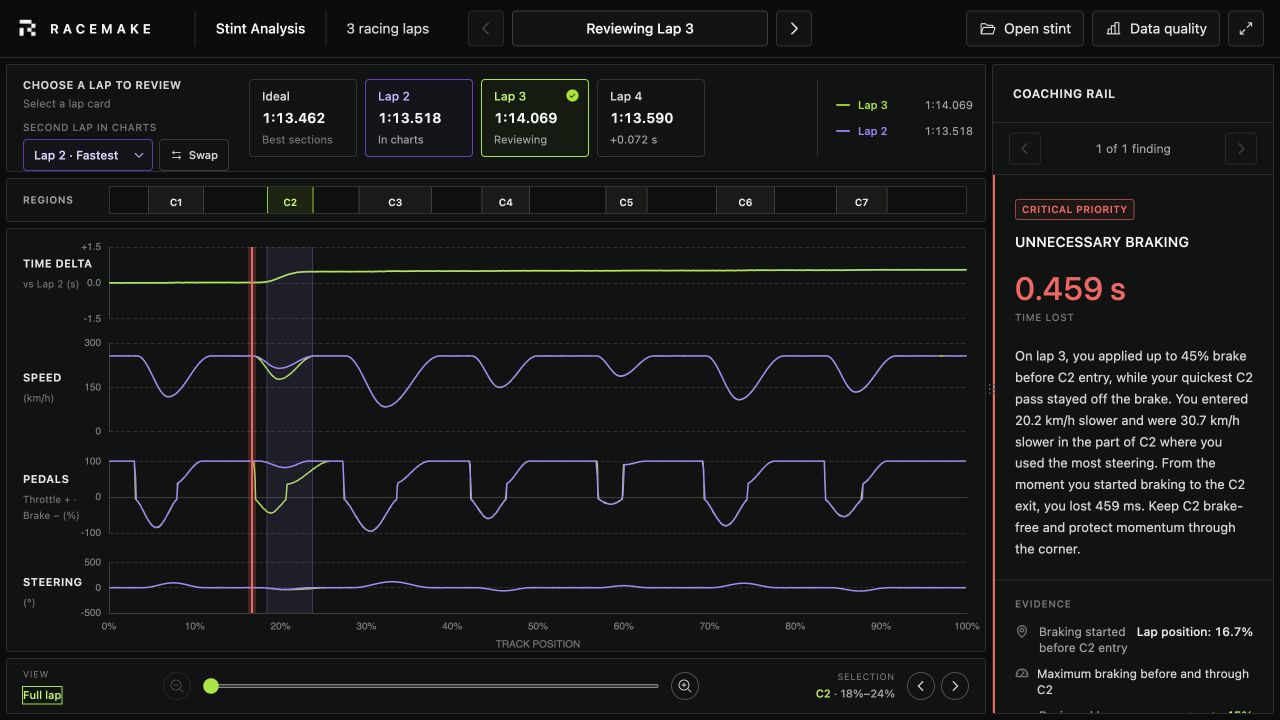 RACEMAKE
Stint Analysis
3 racing laps
Reviewing Lap 3
Open stint
Data quality
CHOOSE A LAP TO REVIEW
Select a lap card
SECOND LAP IN CHARTS
Lap 2 · Fastest
Swap
Ideal
1:13.462
Best sections
Lap 2
1:13.518
In charts
Lap 3
1:14.069
Reviewing
Lap 4
1:13.590
+0.072 s
Lap 3 1:14.069
Lap 2 1:13.518
REGIONS
C1 C2 C3 C4 C5 C6 C7
TIME DELTA
vs Lap 2 (s)
+1.5
0.0
-1.5
SPEED
(km/h)
300
150
0
PEDALS
Throttle + ·
Brake − (%)
100
0
-100
STEERING
(°)
500
0
-500
0% 10% 20% 30% 40% 50% 60% 70% 80% 90% 100%
TRACK POSITION
VIEW
Full lap
SELECTION
C2 · 18%–24%
COACHING RAIL
1 of 1 finding
CRITICAL PRIORITY
UNNECESSARY BRAKING
0.459 s
TIME LOST
On lap 3, you applied up to 45% brake
before C2 entry, while your quickest C2
pass stayed off the brake. You entered
20.2 km/h slower and were 30.7 km/h
slower in the part of C2 where you
used the most steering. From the
moment you started braking to the C2
exit, you lost 459 ms. Keep C2 brake-
free and protect momentum through
the corner.
EVIDENCE
Braking started Lap position: 16.7%
before C2 entry
Maximum braking before and through
C2